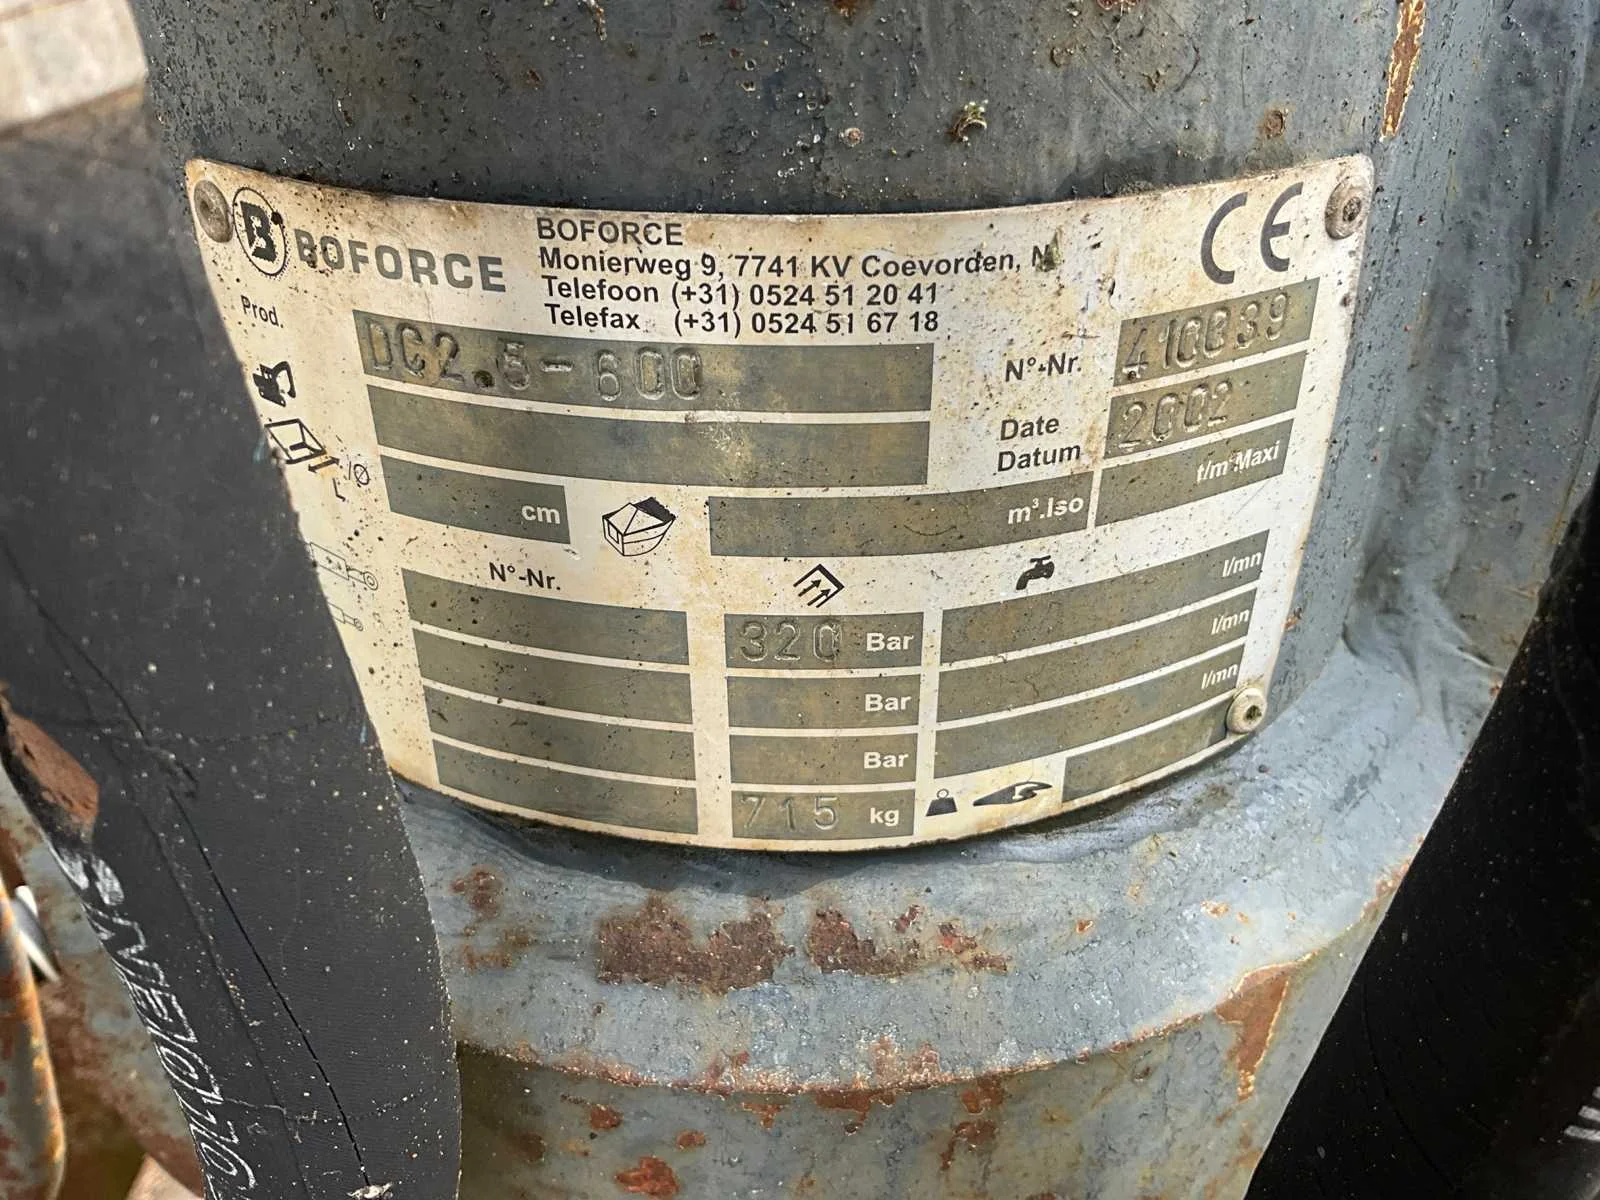 BOFORCE
BOFORCE
Monierweg 9, 7741 KV Coevorden,
Telefoon (+31) 0524 51 20 41
Telefax (+31) 0524 51 67 18
CE
Prod.
DC2.5-600
N°-Nr.
Date
Datum
2002
L /Ø
cm
m³.Iso
t/m³ Maxi
N°-Nr.
320 Bar
l/mn
Bar
l/mn
Bar
l/mn
715 kg